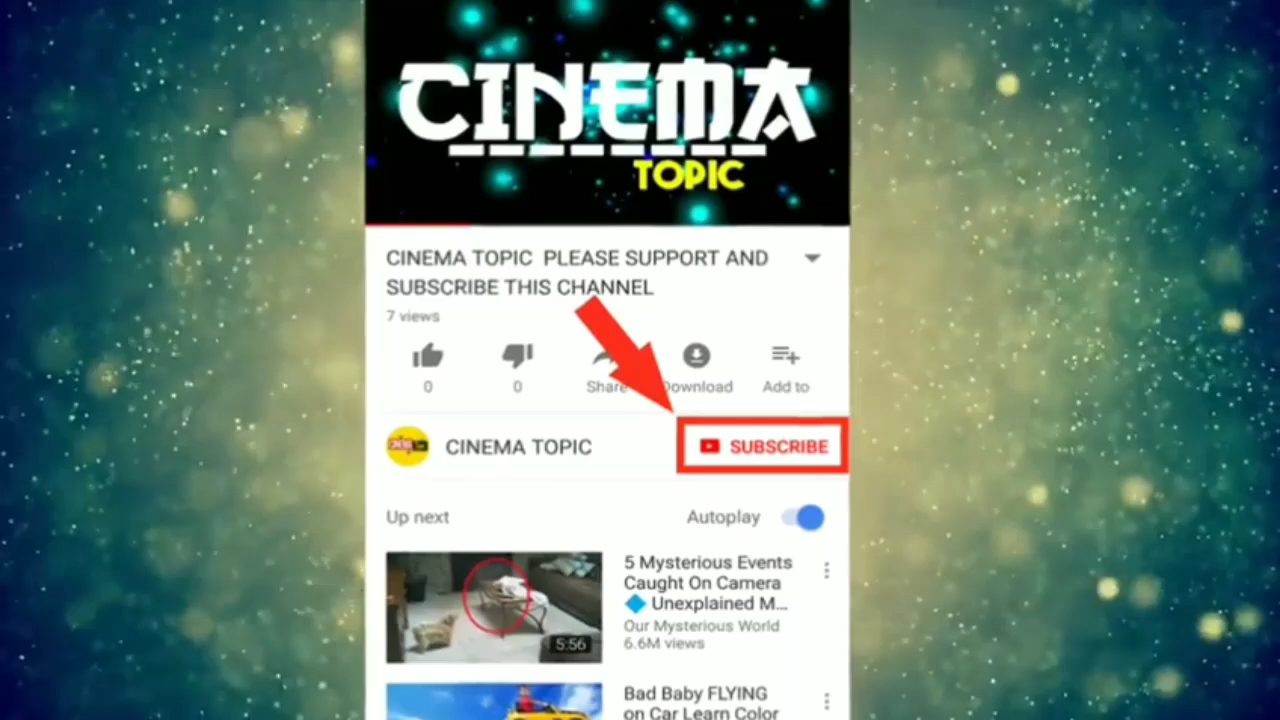 CINEMA
TOPIC
CINEMA TOPIC PLEASE SUPPORT AND
SUBSCRIBE THIS CHANNEL
7 views
0
0
Share
Download
Add to
CINEMA TOPIC
SUBSCRIBE
Up next
Autoplay
5 Mysterious Events
Caught On Camera
🔷 Unexplained M...
Our Mysterious World
6.6M views
5:56
Bad Baby FLYING
on Car Learn Color